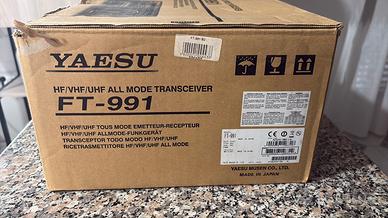 YAESU
HF/VHF/UHF ALL MODE TRANSCEIVER
FT-991
HF/VHF/UHF TOUS MODE EMETTEUR-RECEPTEUR
HF/VHF/UHF ALLMODE-FUNKGERÄT
TRANSCEPTOR TODO MODO HF/VHF/UHF
RICETRASMETTITORE HF/VHF/UHF ALL MODE
FT-991
YAESU MUSEN CO., LTD.
MADE IN JAPAN